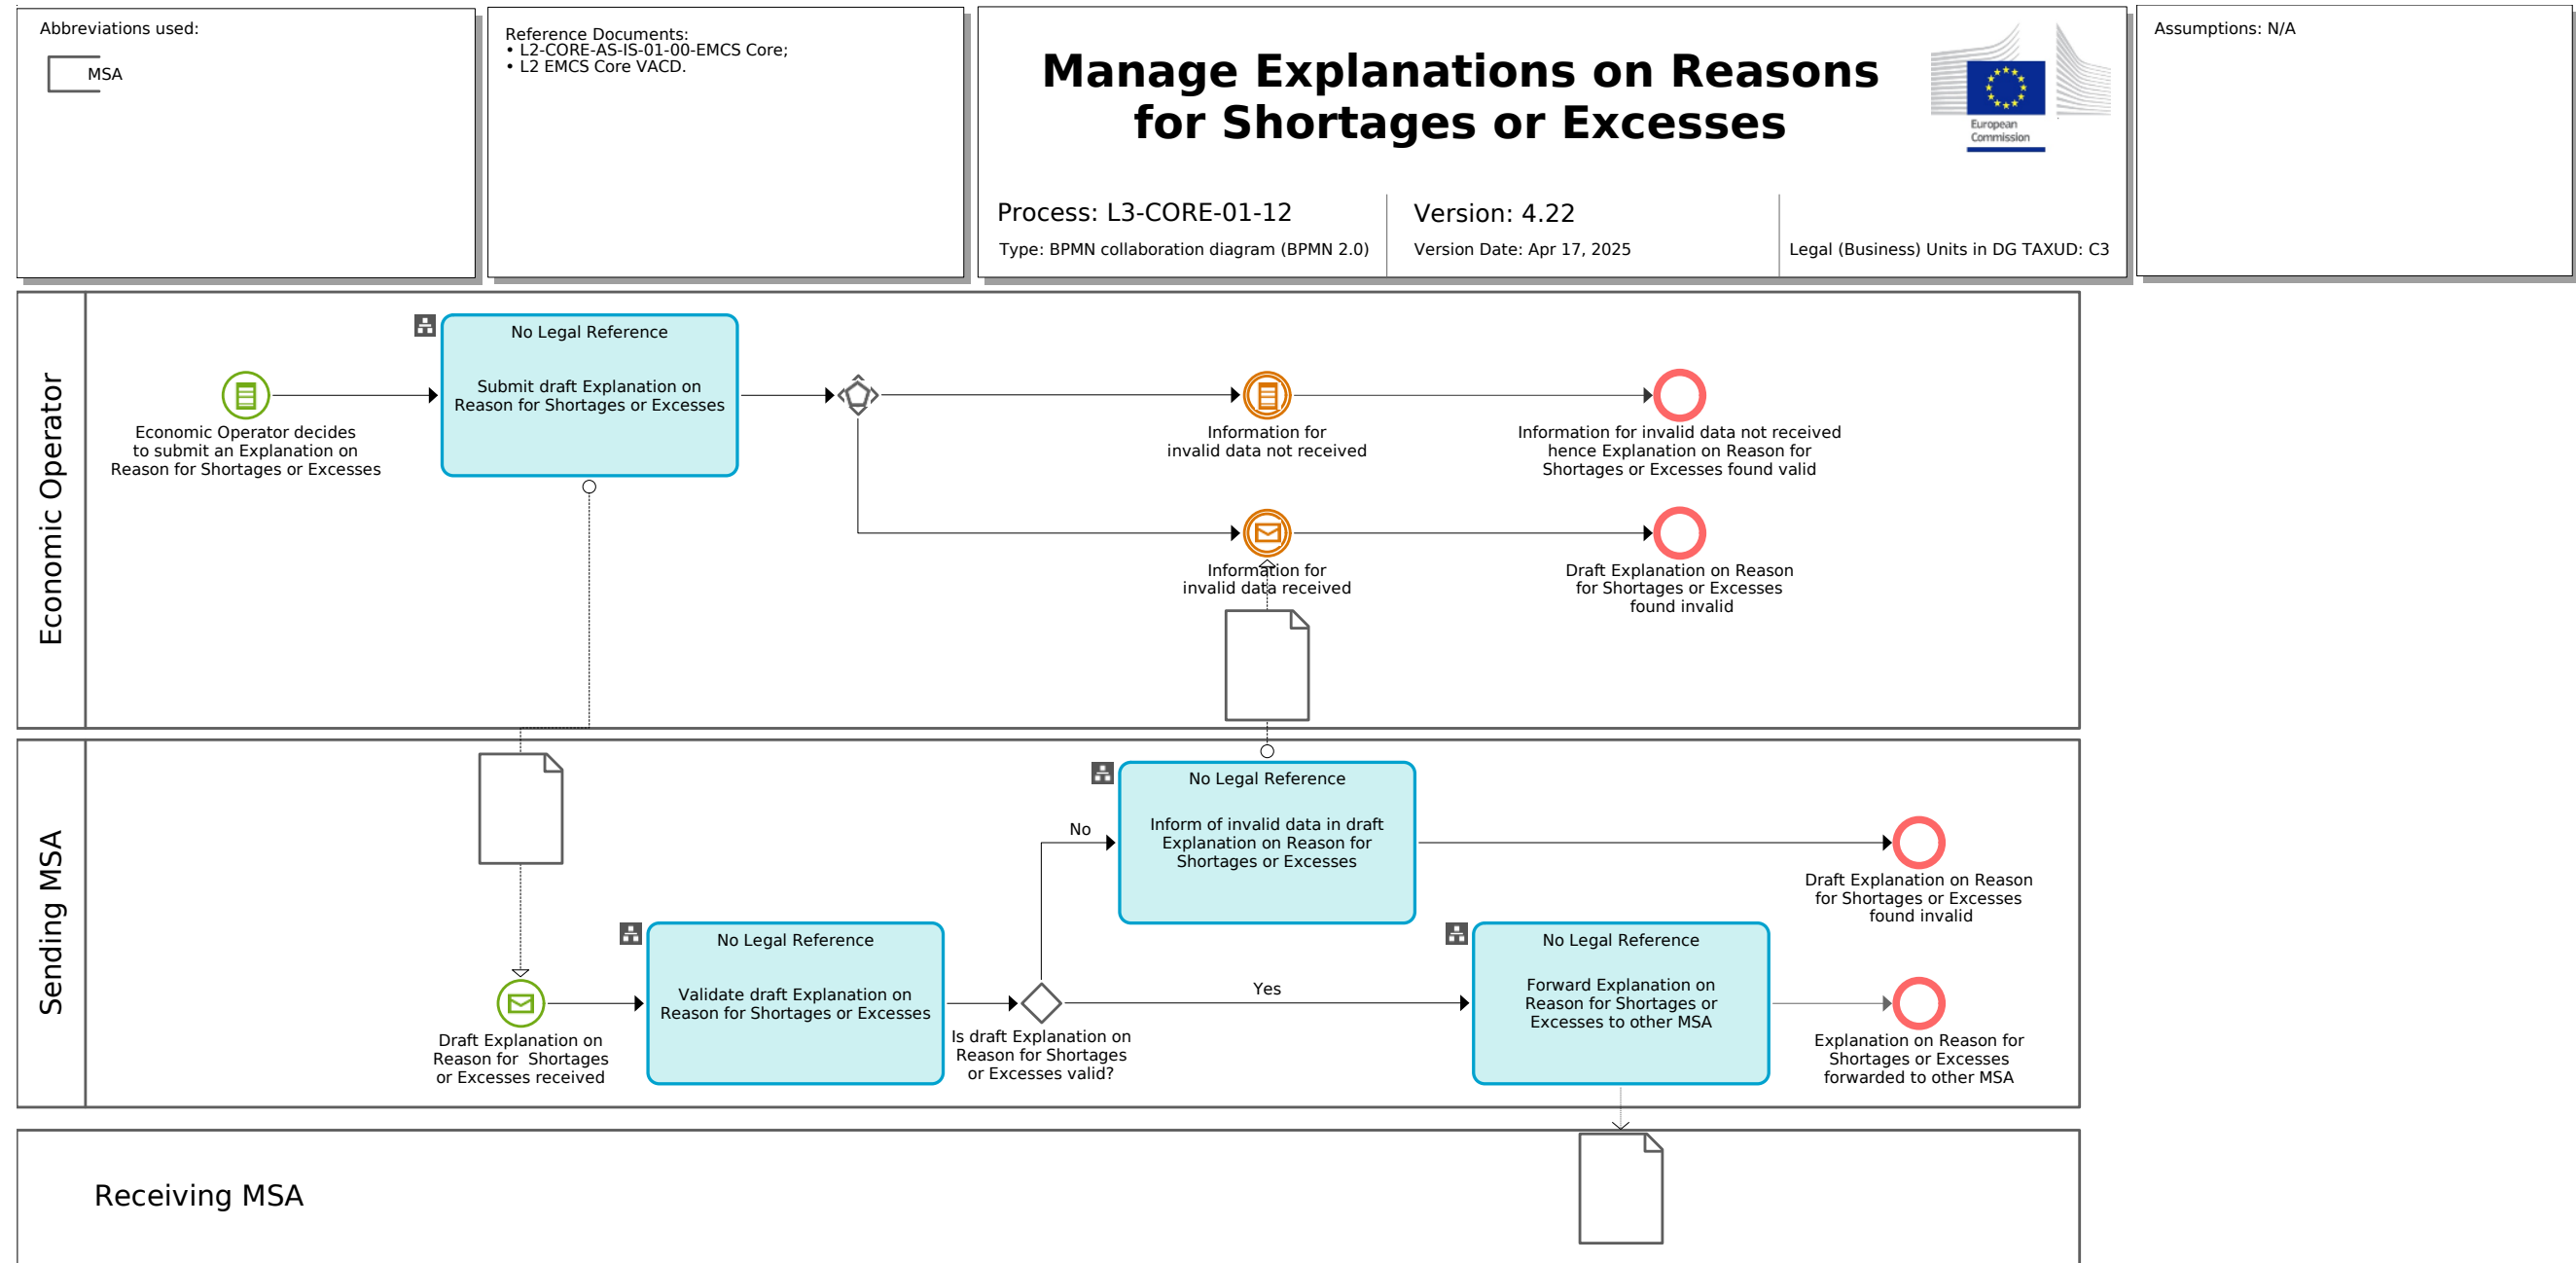 Abbreviations used:
MSA
Reference Documents:
• L2-CORE-AS-IS-01-00-EMCS Core;
• L2 EMCS Core VACD.
Manage Explanations on Reasons
for Shortages or Excesses
European
Commission
Process: L3-CORE-01-12
Version: 4.22
Type: BPMN collaboration diagram (BPMN 2.0)
Version Date: Apr 17, 2025
Legal (Business) Units in DG TAXUD: C3
Assumptions: N/A
Economic Operator
Economic Operator decides
to submit an Explanation on
Reason for Shortages or Excesses
No Legal Reference
Submit draft Explanation on
Reason for Shortages or Excesses
Information for
invalid data not received
Information for invalid data not received
hence Explanation on Reason for
Shortages or Excesses found valid
Information for
invalid data received
Draft Explanation on Reason
for Shortages or Excesses
found invalid
Sending MSA
Draft Explanation on
Reason for  Shortages
or Excesses received
No Legal Reference
Validate draft Explanation on
Reason for Shortages or Excesses
Is draft Explanation on
Reason for Shortages
or Excesses valid?
No
No Legal Reference
Inform of invalid data in draft
Explanation on Reason for
Shortages or Excesses
Draft Explanation on Reason
for Shortages or Excesses
found invalid
Yes
No Legal Reference
Forward Explanation on
Reason for Shortages or
Excesses to other MSA
Explanation on Reason for
Shortages or Excesses
forwarded to other MSA
Receiving MSA